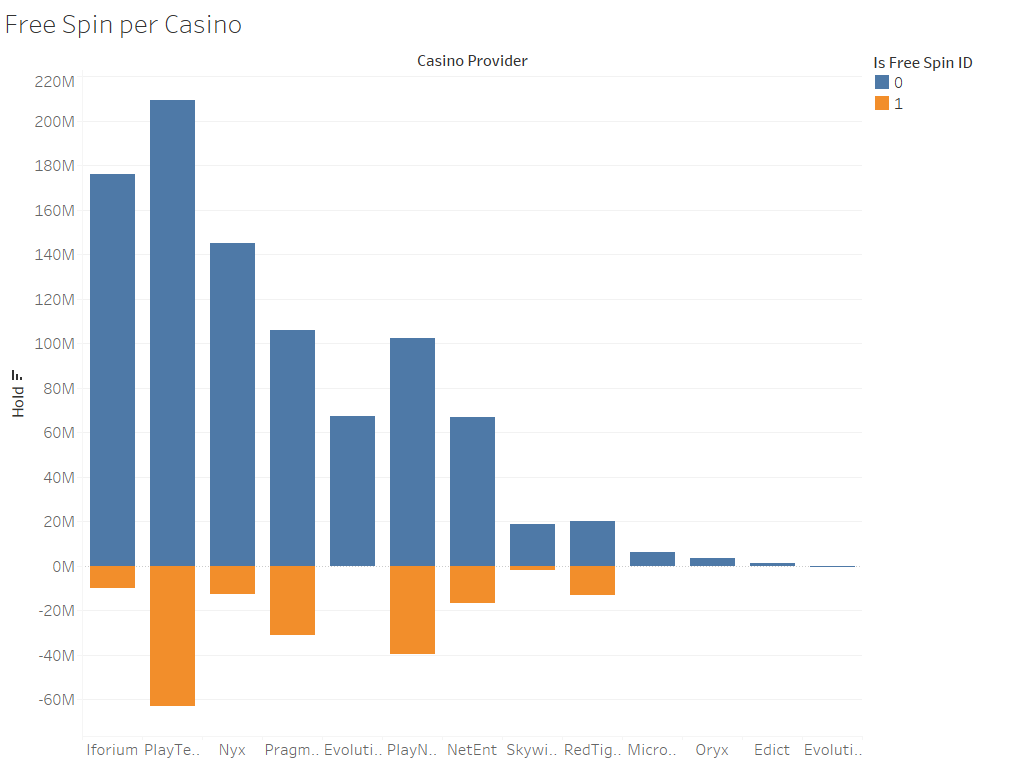 Free Spin per Casino
Casino Provider
Is Free Spin ID
0
1
220M
200M
180M
160M
140M
120M
100M
80M
60M
40M
20M
0M
-20M
-40M
-60M
Hold
Iforium PlayTe.. Nyx Pragm.. Evoluti.. PlayN.. NetEnt Skywi.. RedTig.. Micro.. Oryx Edict Evoluti..